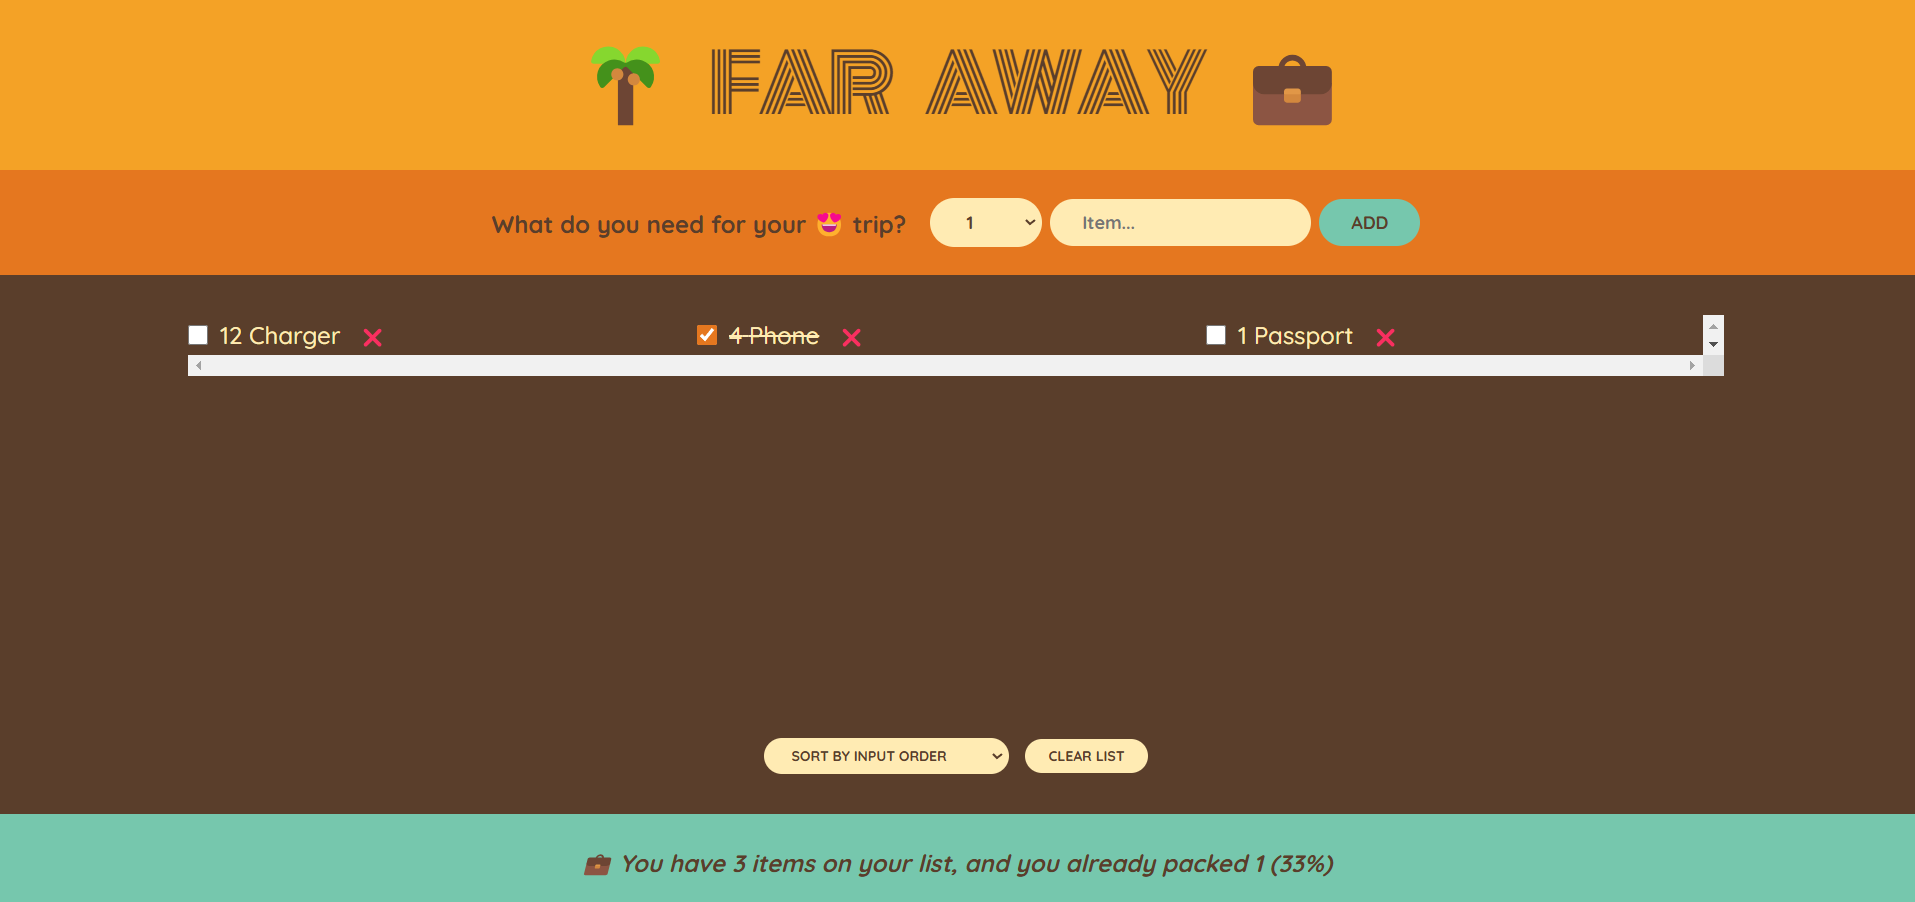 FAR AWAY
What do you need for your 😍 trip? 1 Item... ADD
12 Charger ❌ 4 Phone ❌ 1 Passport ❌
SORT BY INPUT ORDER CLEAR LIST
💼 You have 3 items on your list, and you already packed 1 (33%)